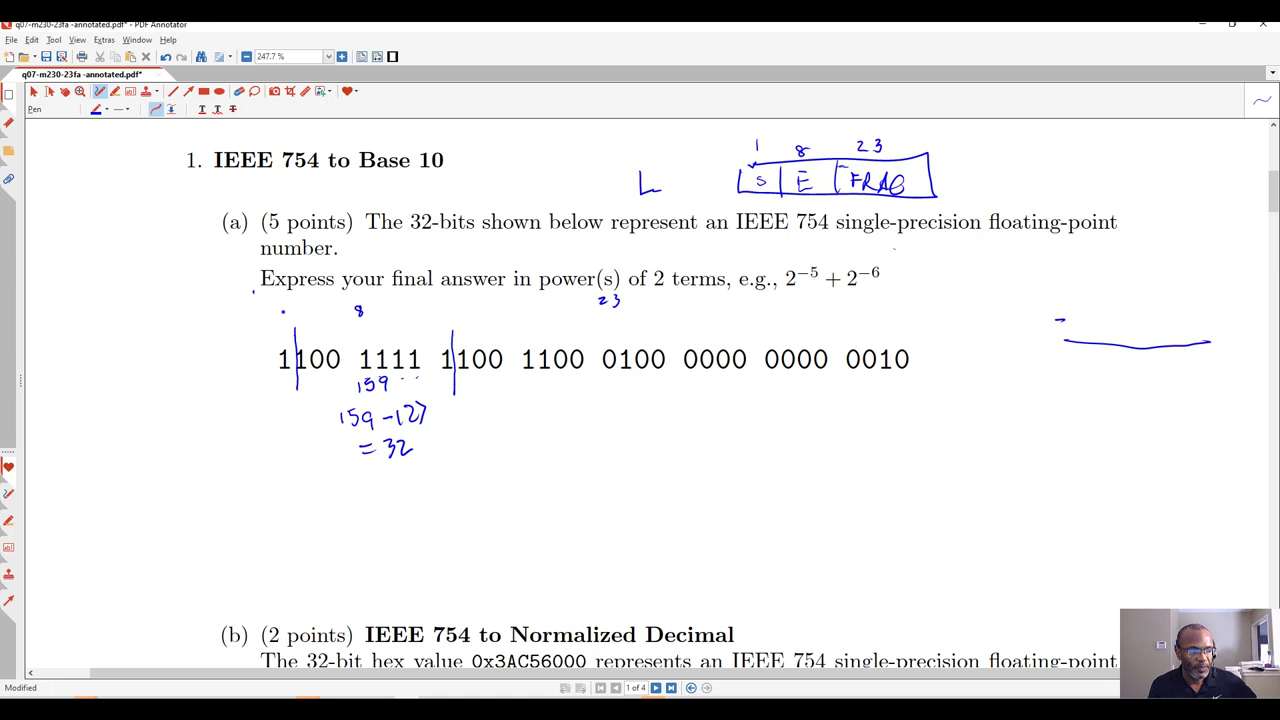 q07-m230-23fa -annotated.pdf* - PDF Annotator
File Edit View Tool View Extras Window Help
247.7 %
q07-m230-23fa -annotated.pdf*
Pen
1 8 23
S E FRAG
1. IEEE 754 to Base 10
(a) (5 points) The 32-bits shown below represent an IEEE 754 single-precision floating-point
number.
Express your final answer in power(s) of 2 terms, e.g., 2⁻⁵ + 2⁻⁶
8 23
1100 1111 1100 1100 0100 0000 0000 0010
159
159 - 127
= 32
(b) (2 points) IEEE 754 to Normalized Decimal
The 32-bit hex value 0x3AC56000 represents an IEEE 754 single-precision floating-point
Modified
1 of 4